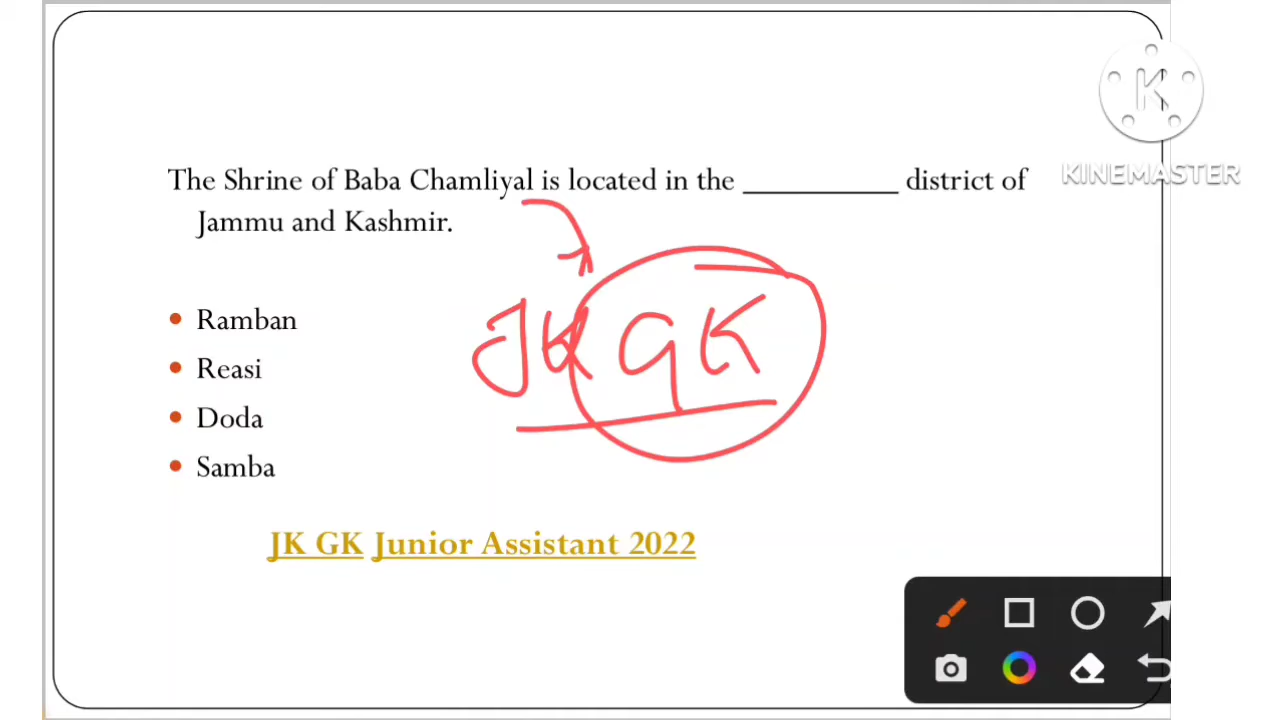 The Shrine of Baba Chamliyal is located in the __________ district of
Jammu and Kashmir.
JK GK
Ramban
Reasi
Doda
Samba
JK GK Junior Assistant 2022
K
KINEMASTER